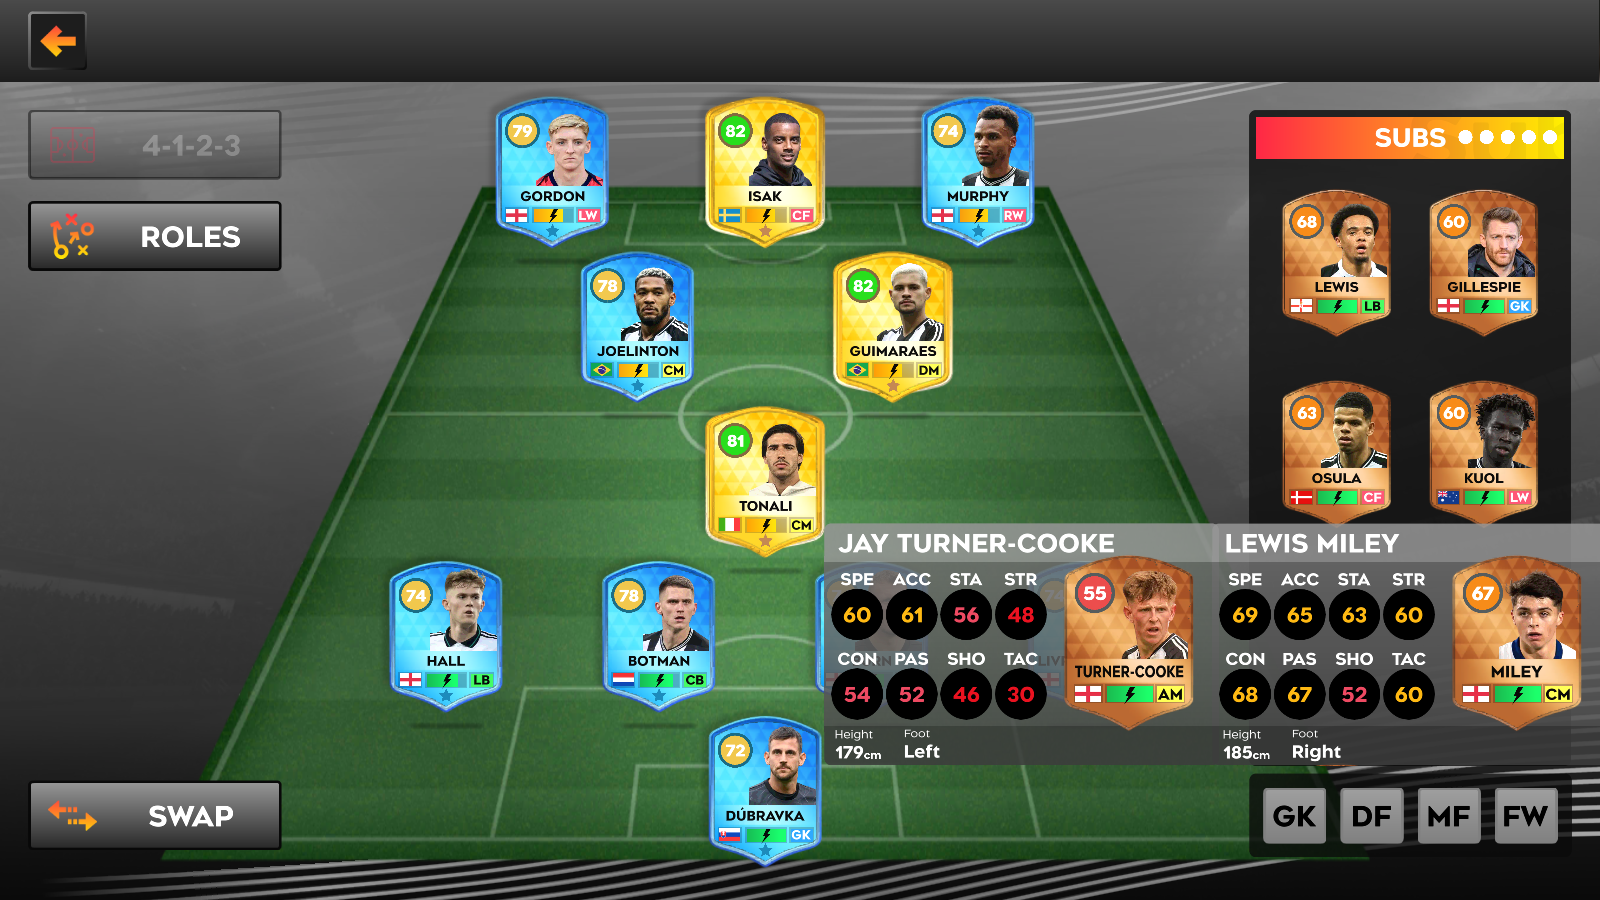 4-1-2-3
ROLES
SWAP
79
GORDON
LW
82
ISAK
CF
74
MURPHY
RW
78
JOELINTON
CM
82
GUIMARAES
DM
81
TONALI
CM
74
HALL
LB
78
BOTMAN
CB
72
DÚBRAVKA
GK
SUBS
68
LEWIS
LB
60
GILLESPIE
GK
63
OSULA
CF
60
KUOL
LW
JAY TURNER-COOKE
SPE ACC STA STR
60 61 56 48
CON PAS SHO TAC
54 52 46 30
Height Foot
179cm Left
55
TURNER-COOKE
AM
LEWIS MILEY
SPE ACC STA STR
69 65 63 60
CON PAS SHO TAC
68 67 52 60
Height Foot
185cm Right
67
MILEY
CM
GK DF MF FW